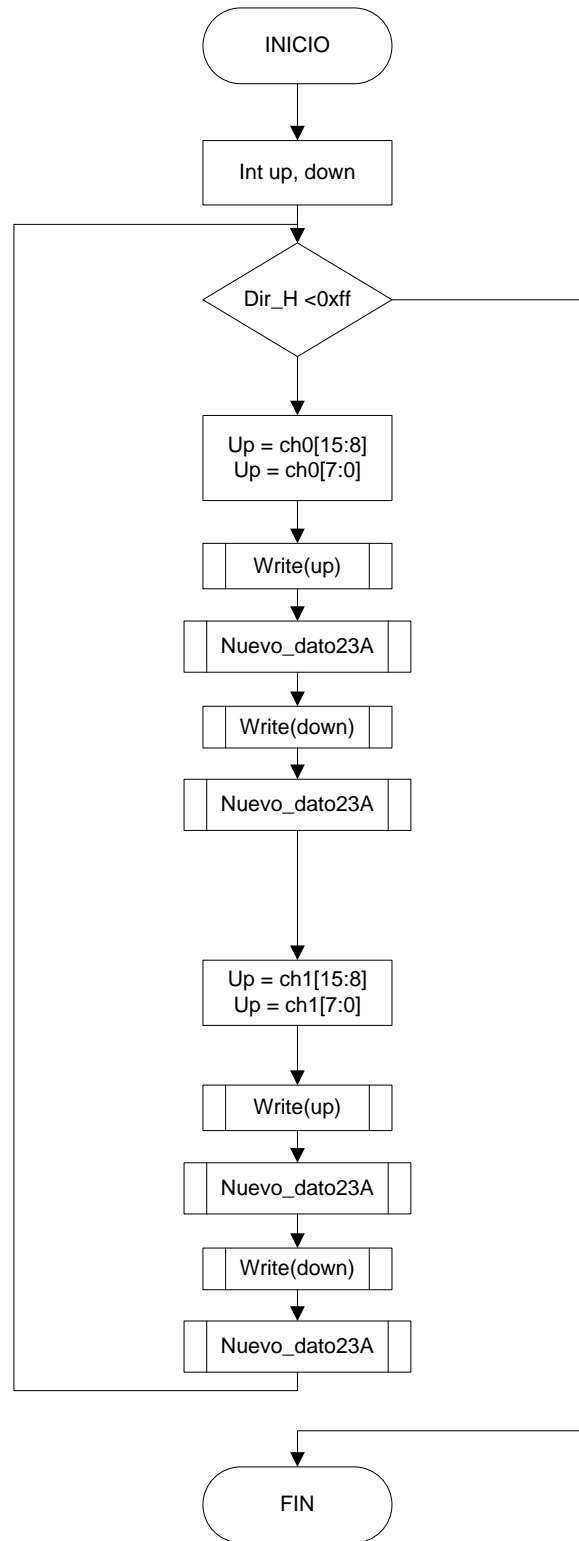 INICIO
Int up, down
Dir_H <0xff
Up = ch0[15:8]
Up = ch0[7:0]
Write(up)
Nuevo_dato23A
Write(down)
Nuevo_dato23A
Up = ch1[15:8]
Up = ch1[7:0]
Write(up)
Nuevo_dato23A
Write(down)
Nuevo_dato23A
FIN